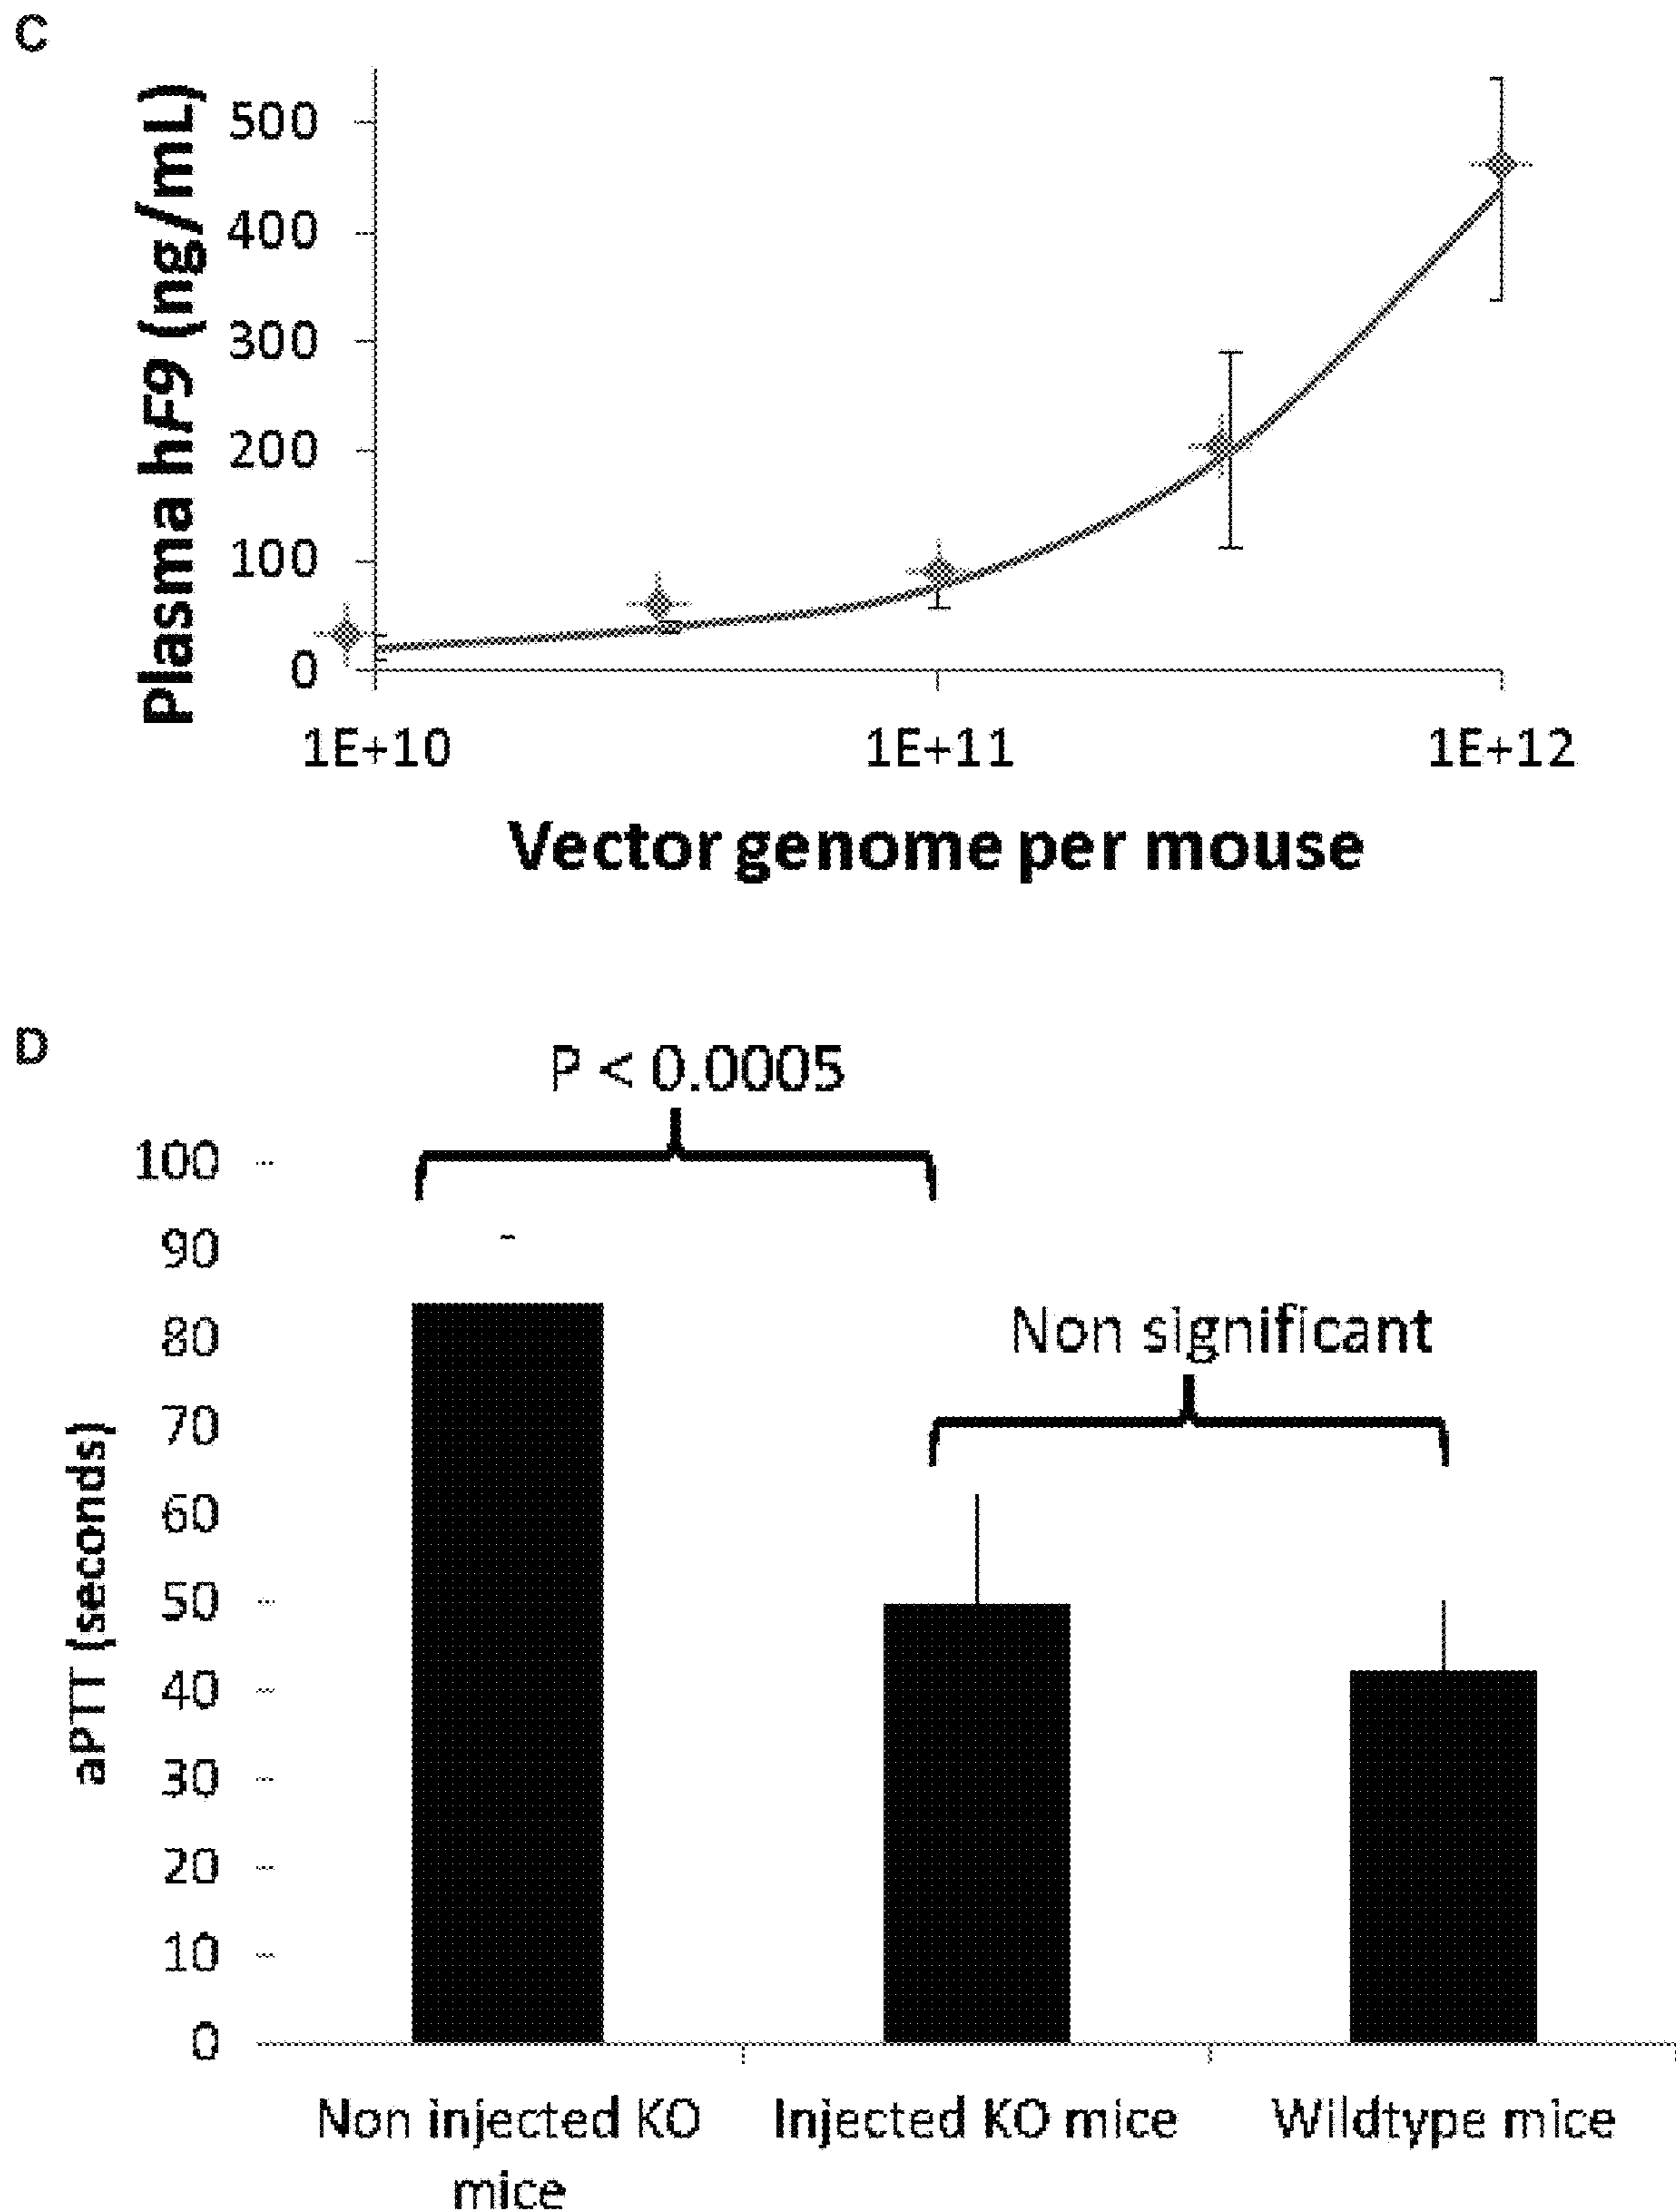 C
Plasma hF9 (ng/mL)
500
400
300
200
100
0
1E+10 1E+11 1E+12
Vector genome per mouse
D
P < 0.0005
Non significant
aPTT (seconds)
100
90
80
70
60
50
40
30
20
10
0
Non injected KO mice
Injected KO mice
Wildtype mice